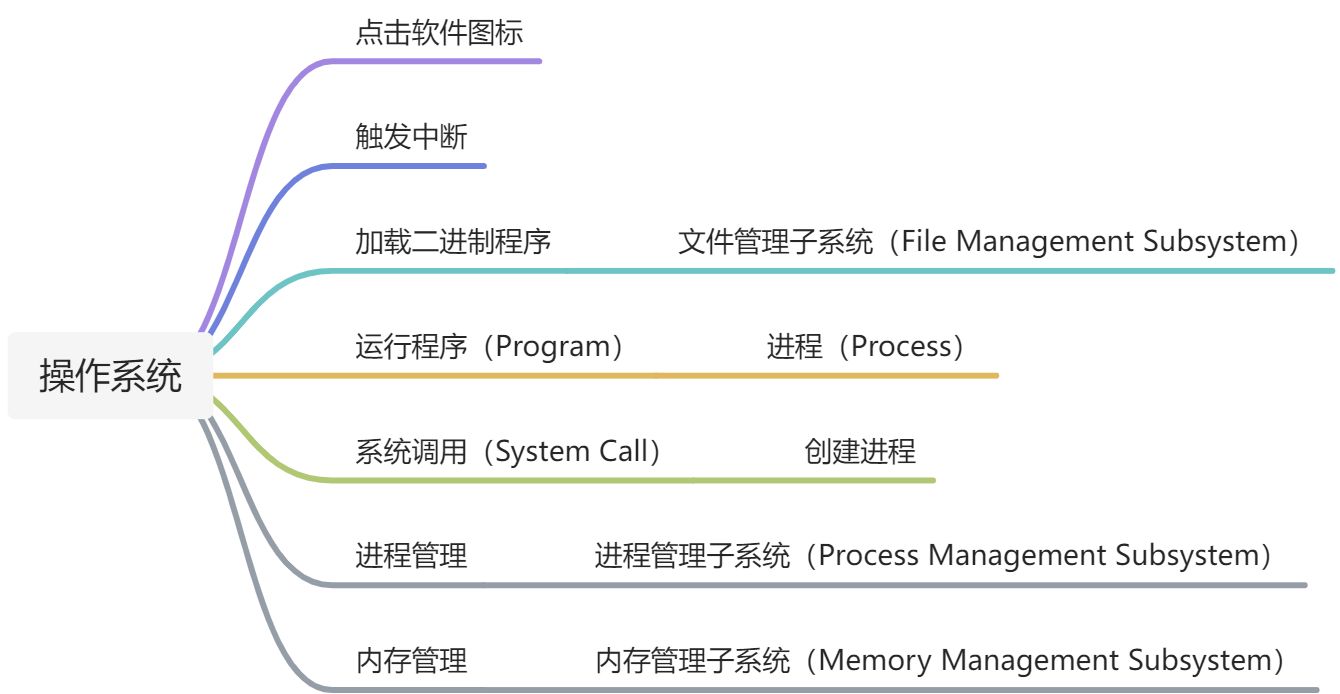 点击软件图标
触发中断
加载二进制程序 文件管理子系统（File Management Subsystem）
运行程序（Program） 进程（Process）
操作系统
系统调用（System Call） 创建进程
进程管理 进程管理子系统（Process Management Subsystem）
内存管理 内存管理子系统（Memory Management Subsystem）